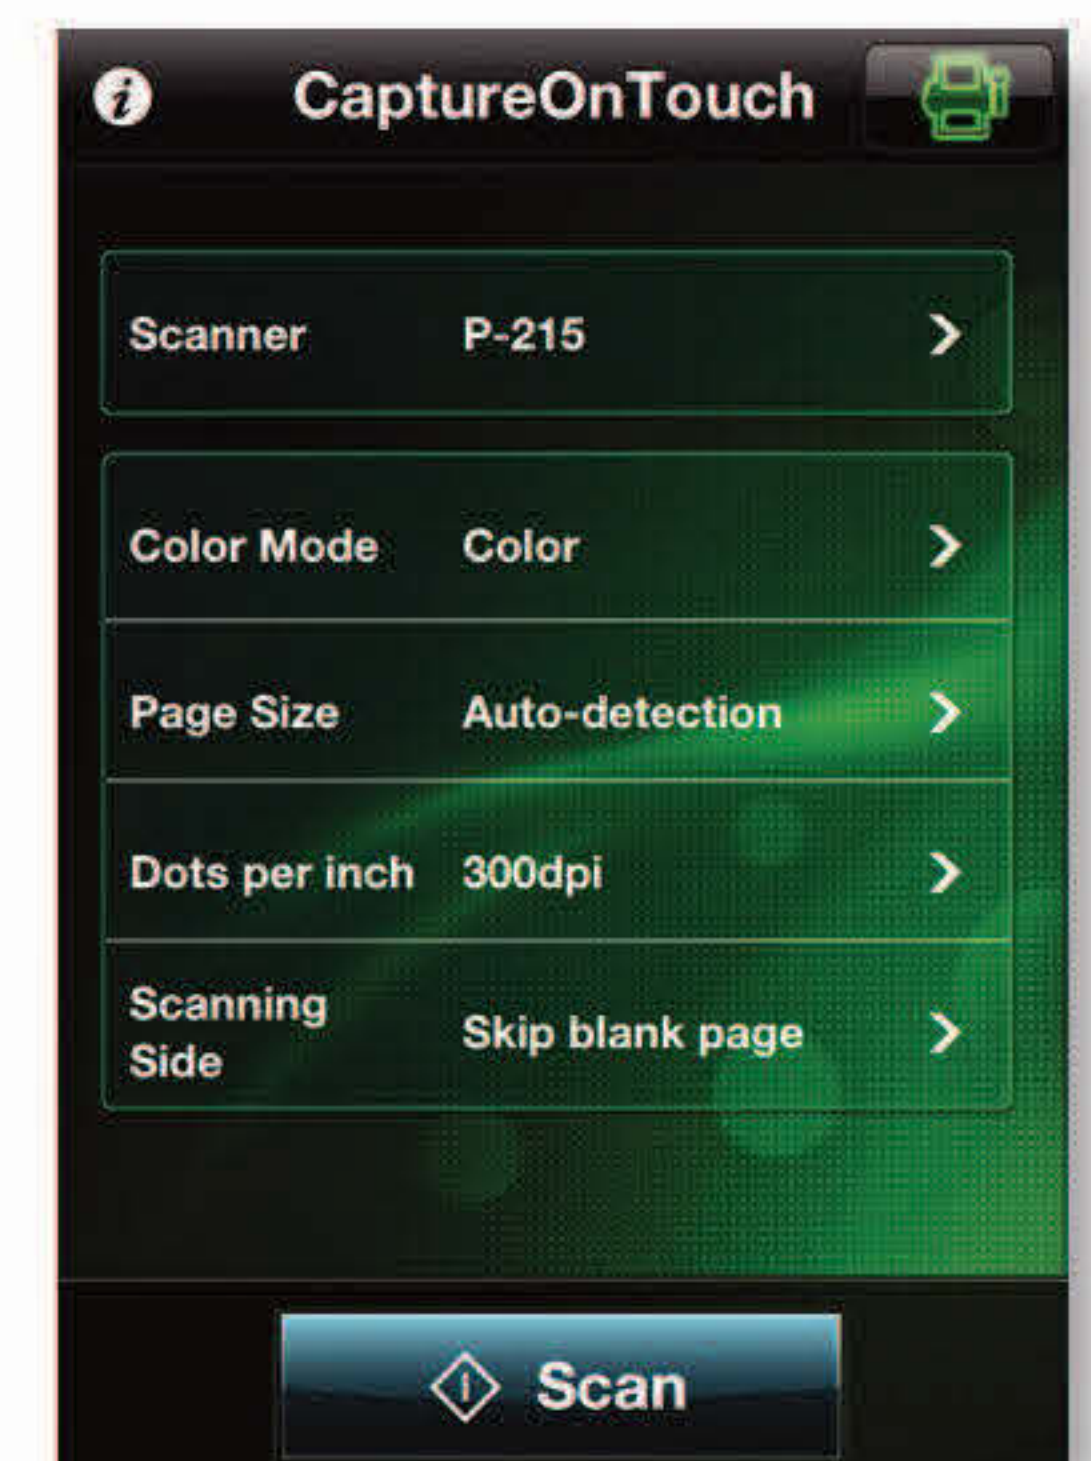 CaptureOnTouch
Scanner P-215
Color Mode Color
Page Size Auto-detection
Dots per inch 300dpi
Scanning
Side
Skip blank page
Scan